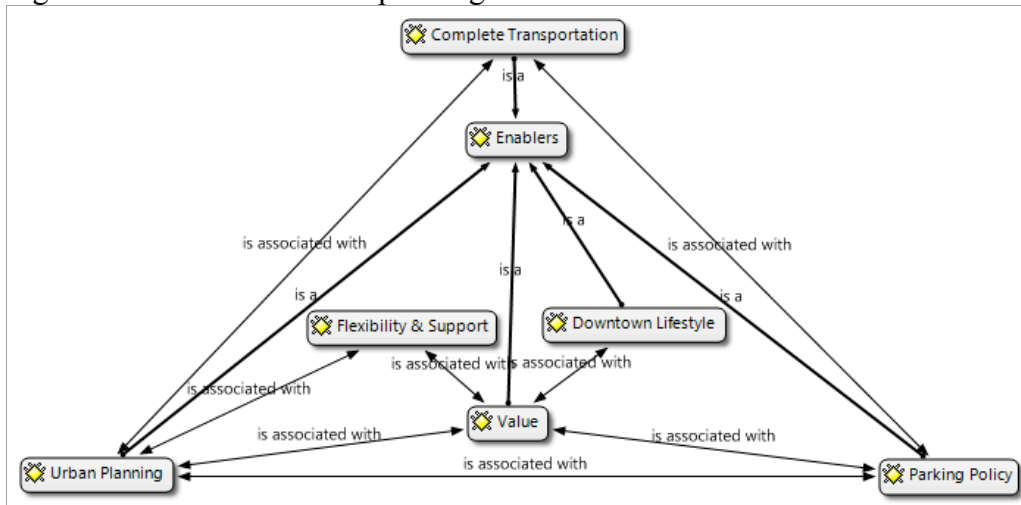 Complete Transportation
is a
Enablers
is a
is associated with
is associated with
is a
is a
is a
Flexibility & Support
Downtown Lifestyle
is associated with
is associated with
is associated with
Value
is associated with
is associated with
is associated with
Urban Planning
Parking Policy